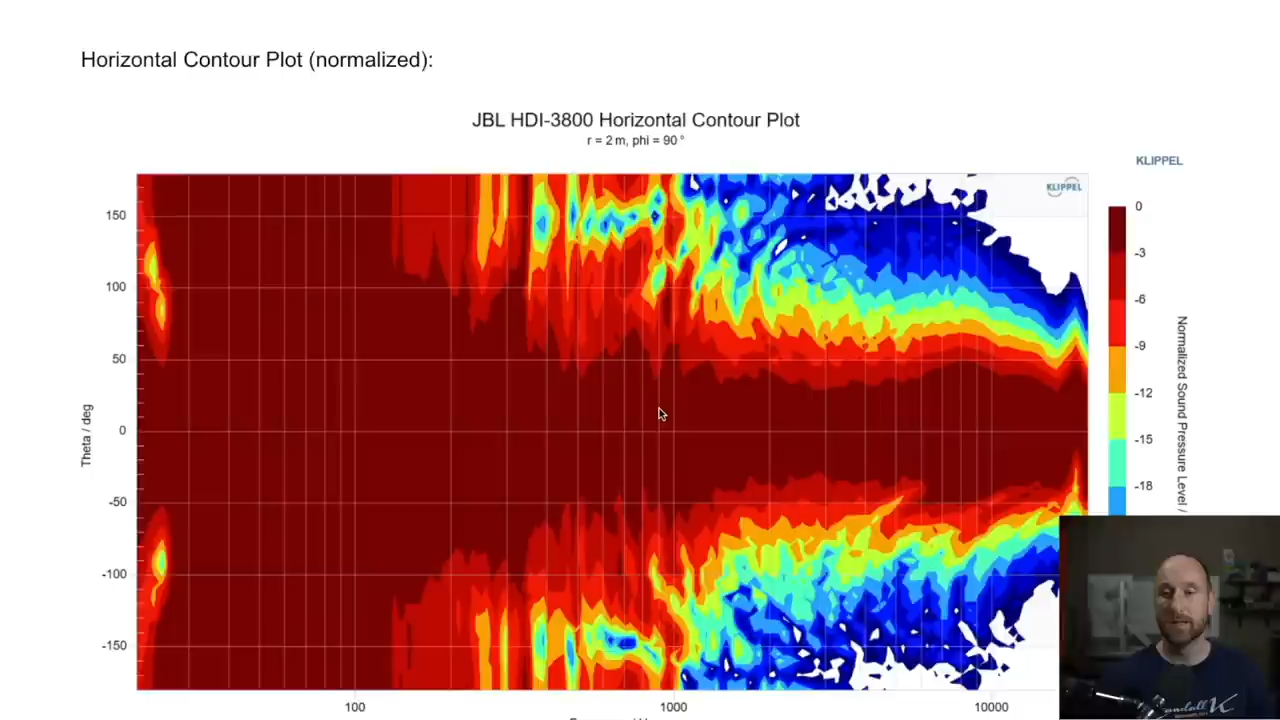 Horizontal Contour Plot (normalized):
JBL HDI-3800 Horizontal Contour Plot
r = 2 m, phi = 90 °
KLIPPEL
KLIPPEL
150
100
50
0
-50
-100
-150
Theta / deg
100
1000
10000
0
-3
-6
-9
-12
-15
-18
Normalized Sound Pressure Level /